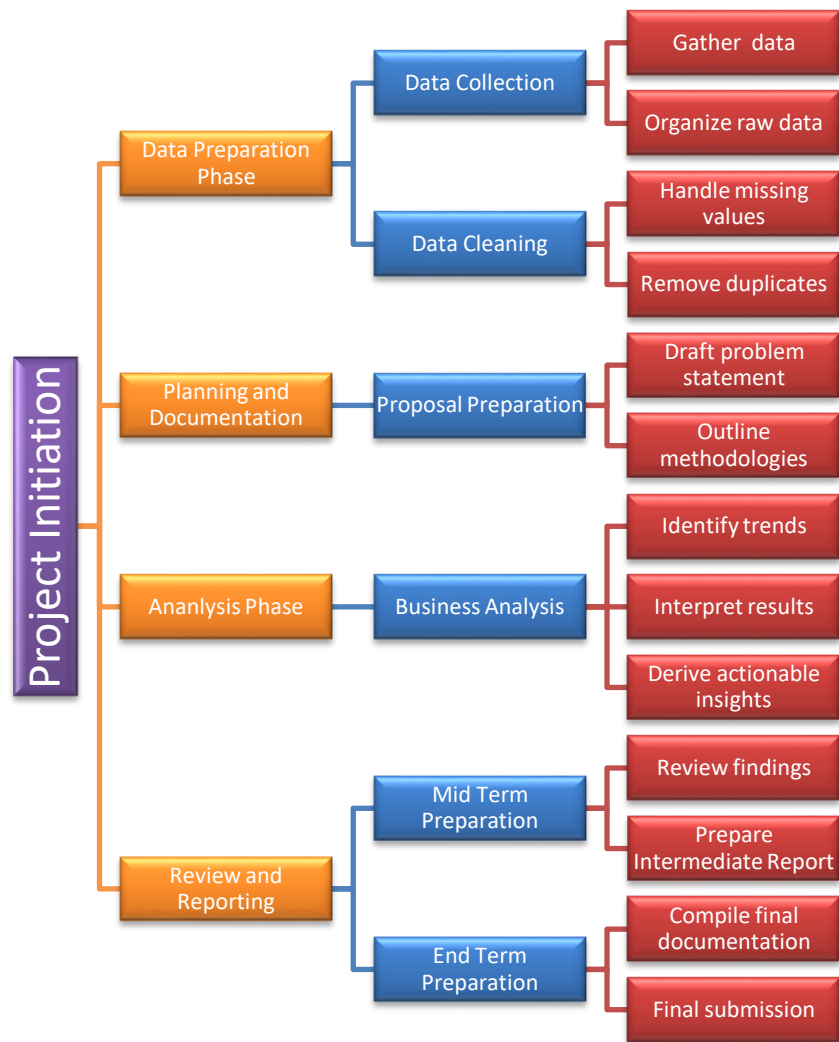 Project Initiation
Data Preparation
Phase
Data Collection
Gather data
Organize raw data
Data Cleaning
Handle missing
values
Remove duplicates
Planning and
Documentation
Proposal Preparation
Draft problem
statement
Outline
methodologies
Ananlysis Phase
Business Analysis
Identify trends
Interpret results
Derive actionable
insights
Review and
Reporting
Mid Term
Preparation
Review findings
Prepare
Intermediate Report
End Term
Preparation
Compile final
documentation
Final submission